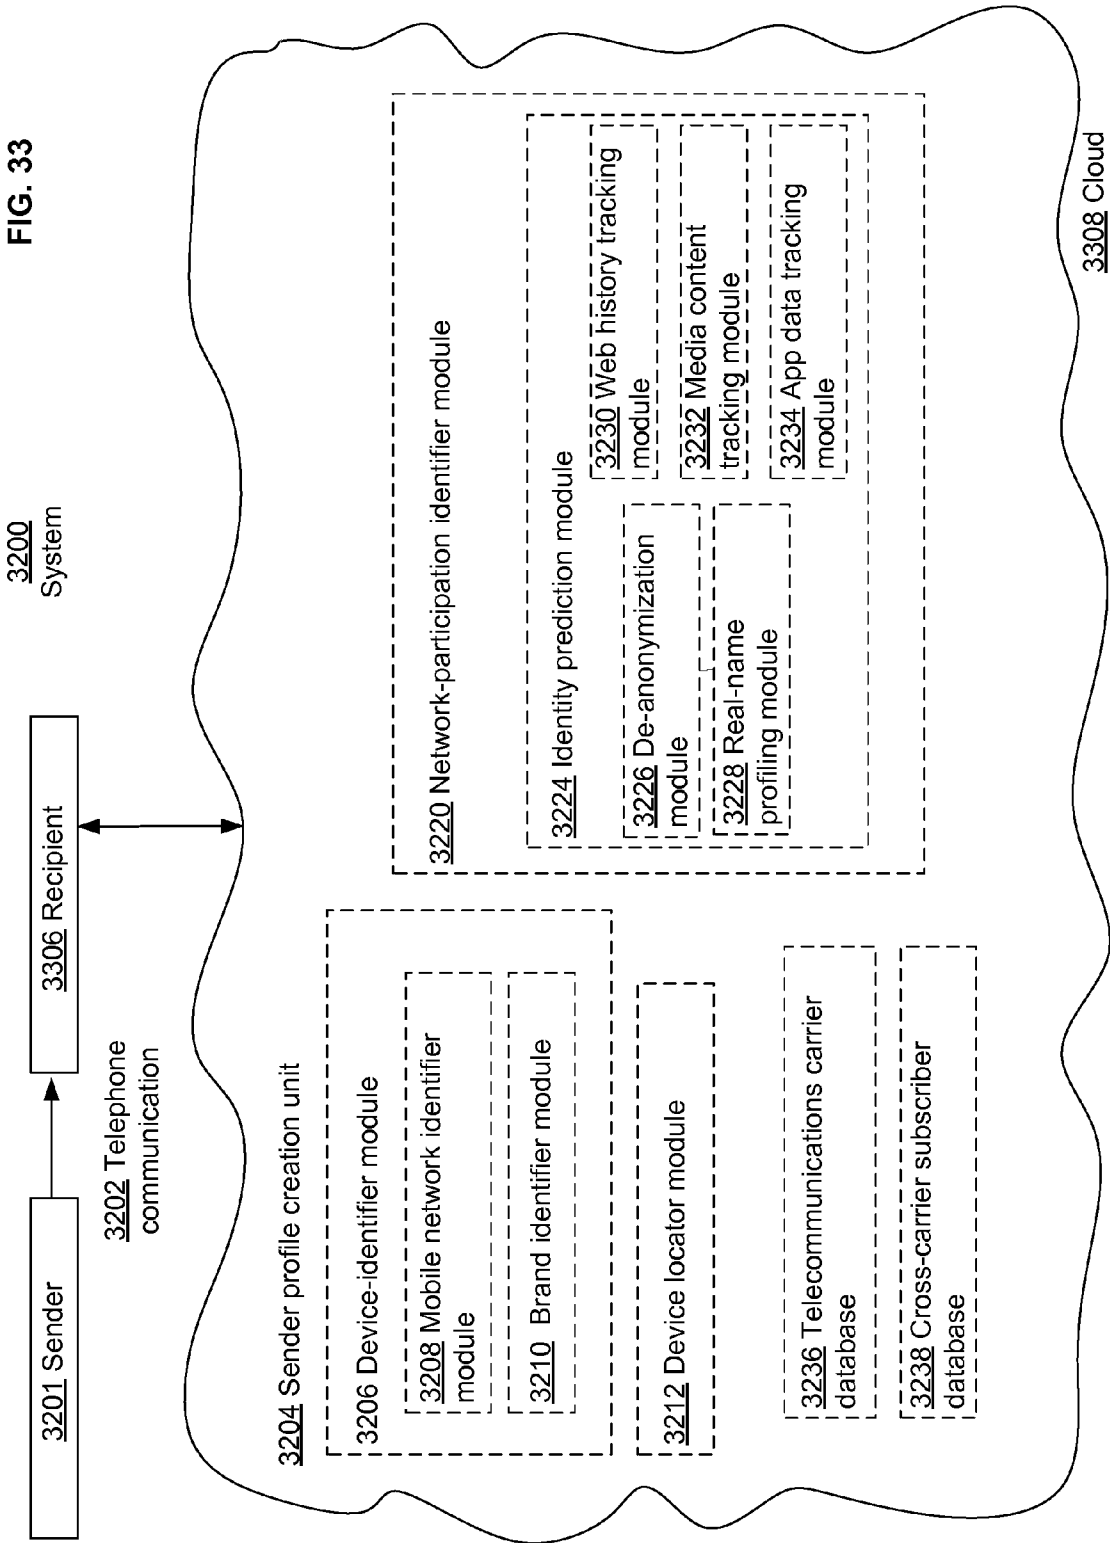 FIG. 33
3200
System
3201 Sender
3202 Telephone
communication
3306 Recipient
3204 Sender profile creation unit
3206 Device-identifier module
3208 Mobile network identifier
module
3210 Brand identifier module
3212 Device locator module
3236 Telecommunications carrier
database
3238 Cross-carrier subscriber
database
3220 Network-participation identifier module
3224 Identity prediction module
3226 De-anonymization
module
3228 Real-name
profiling module
3230 Web history tracking
module
3232 Media content
tracking module
3234 App data tracking
module
3308 Cloud